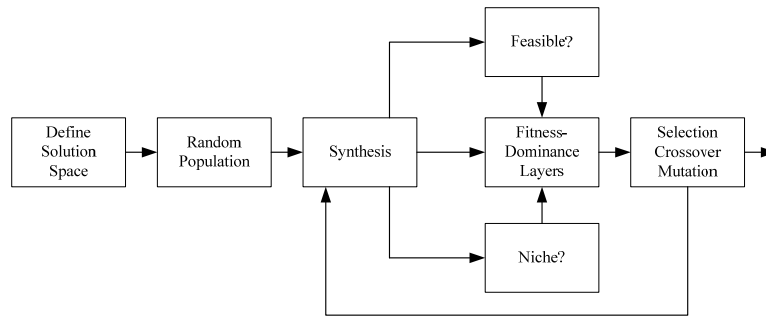 Feasible?
Define
Solution
Space
Random
Population
Synthesis
Fitness-
Dominance
Layers
Selection
Crossover
Mutation
Niche?